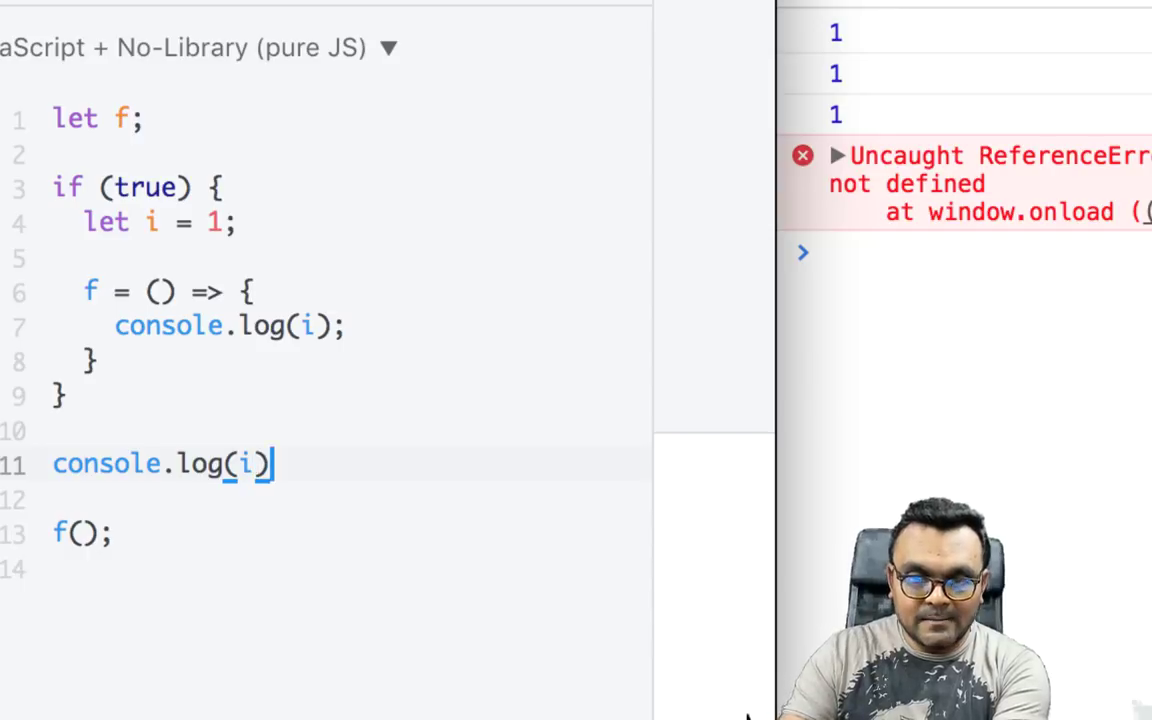 aScript + No-Library (pure JS) ▼
1 let f;
2
3 if (true) {
4 let i = 1;
5
6 f = () => {
7 console.log(i);
8 }
9 }
10
11 console.log(i)
12
13 f();
14
1
1
1
Uncaught ReferenceErr
not defined
at window.onload ((
>